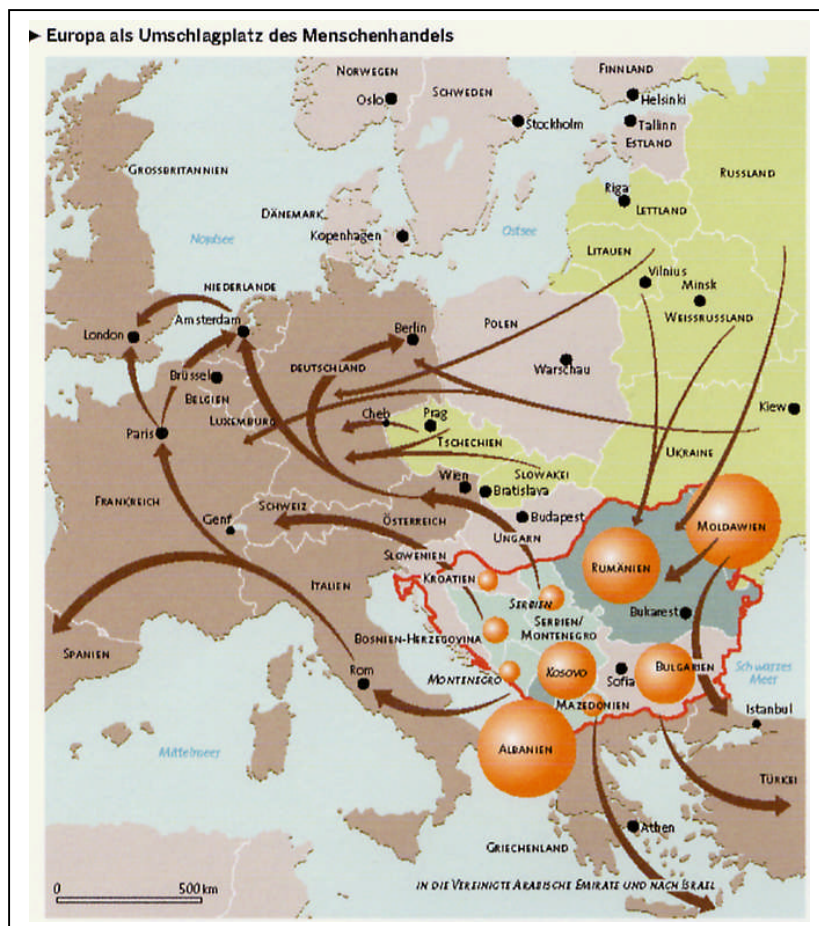 ► Europa als Umschlagplatz des Menschenhandels
NORWEGEN
FINNLAND
SCHWEDEN
Oslo
Helsinki
Stockholm
Tallinn
ESTLAND
GROSSBRITANNIEN
RUSSLAND
Riga
LETTLAND
DÄNEMARK
Nordsee
Kopenhagen
Ostsee
LITAUEN
Vilnius
Minsk
NIEDERLANDE
WEISSRUSSLAND
Amsterdam
London
Berlin
POLEN
DEUTSCHLAND
Warschau
Brüssel
BELGIEN
Cheb
Prag
Kiew
LUXEMBURG
Paris
TSCHECHIEN
UKRAINE
SLOWAKEI
Wien
Bratislava
FRANKREICH
SCHWEIZ
Genf
ÖSTERREICH
Budapest
UNGARN
MOLDAWIEN
SLOWENIEN
RUMÄNIEN
KROATIEN
ITALIEN
SERBIEN
Bukarest
SERBIEN/
MONTENEGRO
BOSNIEN-HERZEGOVINA
SPANIEN
Rom
MONTENEGRO
KOSOVO
Sofia
BULGARIEN
Schwarzes
Meer
MAZEDONIEN
Istanbul
Mittelmeer
ALBANIEN
TÜRKEI
Athen
GRIECHENLAND
0 500 km
IN DIE VEREINIGTE ARABISCHE EMIRATE UND NACH ISRAEL